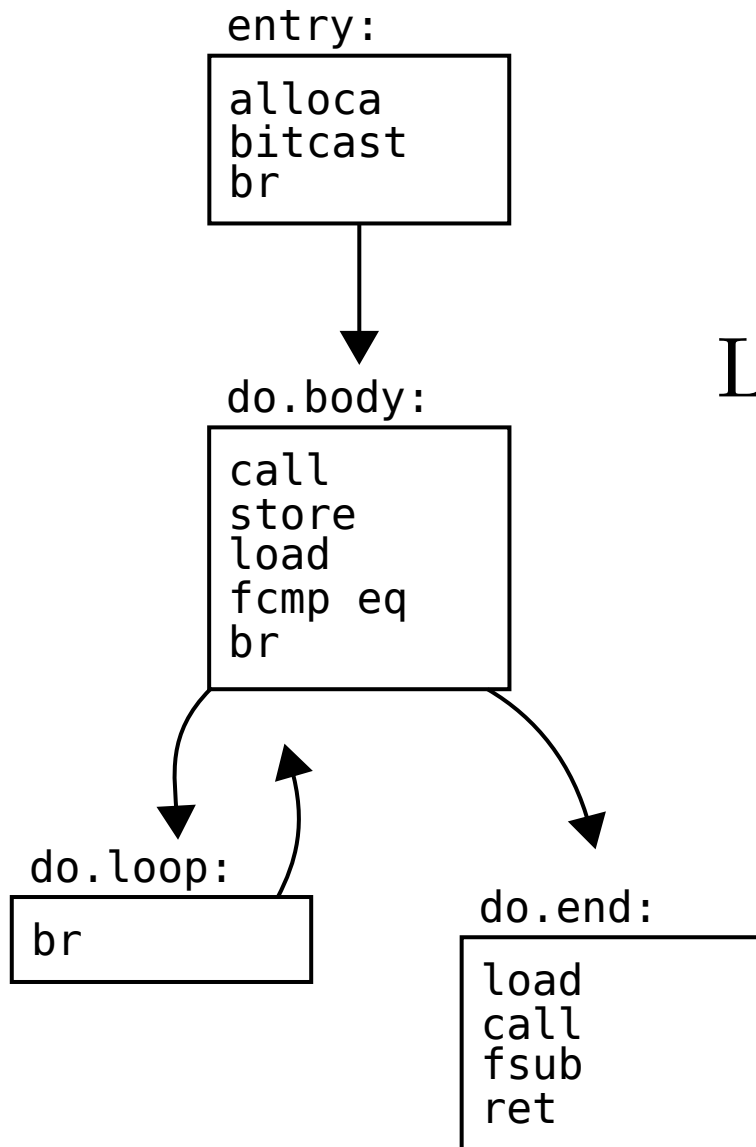 entry:
alloca
bitcast
br
L
do.body:
call
store
load
fcmp eq
br
do.loop:
br
do.end:
load
call
fsub
ret